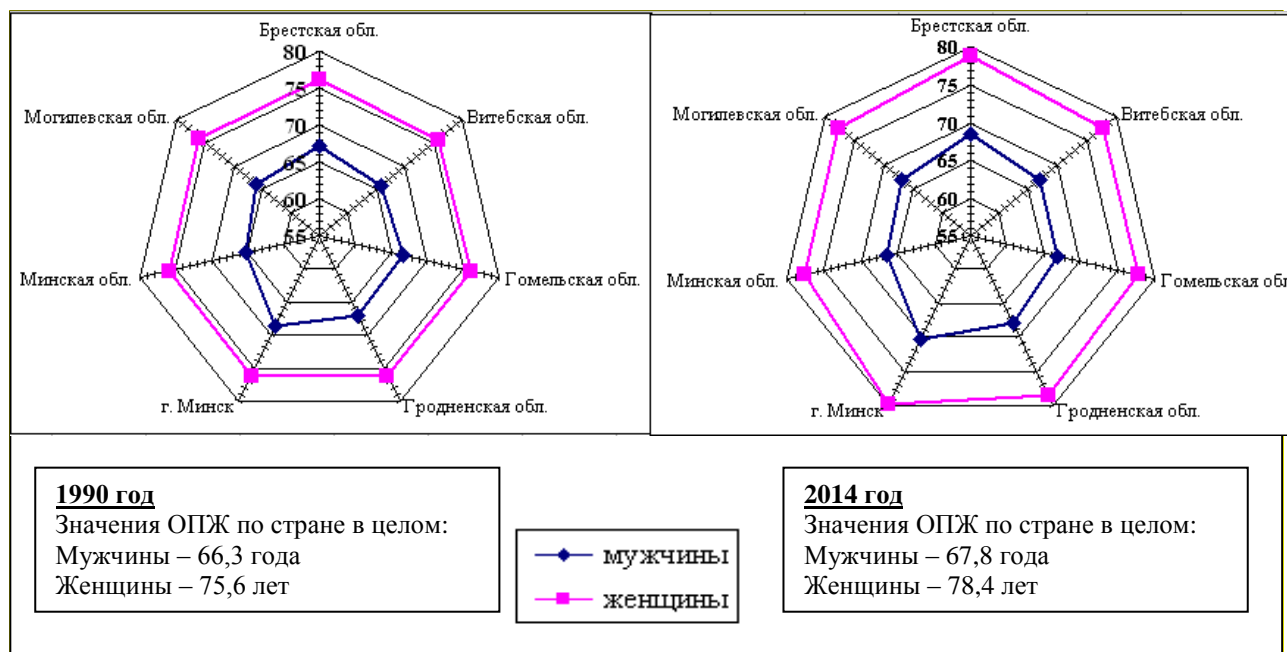 Брестская обл.
80
75
70
65
60
55
Могилевская обл.
Витебская обл.
Минская обл.
Гомельская обл.
г. Минск
Гродненская обл.
Брестская обл.
80
75
70
65
60
55
Могилевская обл.
Витебская обл.
Минская обл.
Гомельская обл
г. Минск
Гродненская обл.
1990 год
Значения ОПЖ по стране в целом:
Мужчины – 66,3 года
Женщины – 75,6 лет
мужчины
женщины
2014 год
Значения ОПЖ по стране в целом:
Мужчины – 67,8 года
Женщины – 78,4 лет